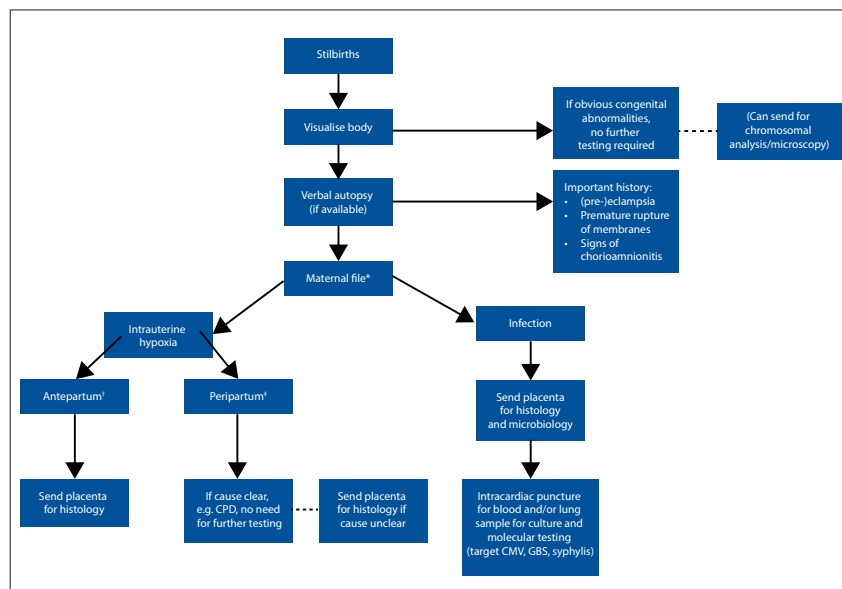 Stilbirths
Visualise body
If obvious congenital
abnormalities,
no further
testing required
(Can send for
chromosomal
analysis/microscopy)
Verbal autopsy
(if available)
Important history:
• (pre-)eclampsia
• Premature rupture
of membranes
• Signs of
chorioamnionitis
Maternal file*
Intrauterine
hypoxia
Infection
Antepartum†
Peripartum‡
Send placenta
for histology
and microbiology
Send placenta
for histology
If cause clear,
e.g. CPD, no need
for further testing
Send placenta
for histology if
cause unclear
Intracardiac puncture
for blood and/or lung
sample for culture and
molecular testing
(target CMV, GBS, syphylis)